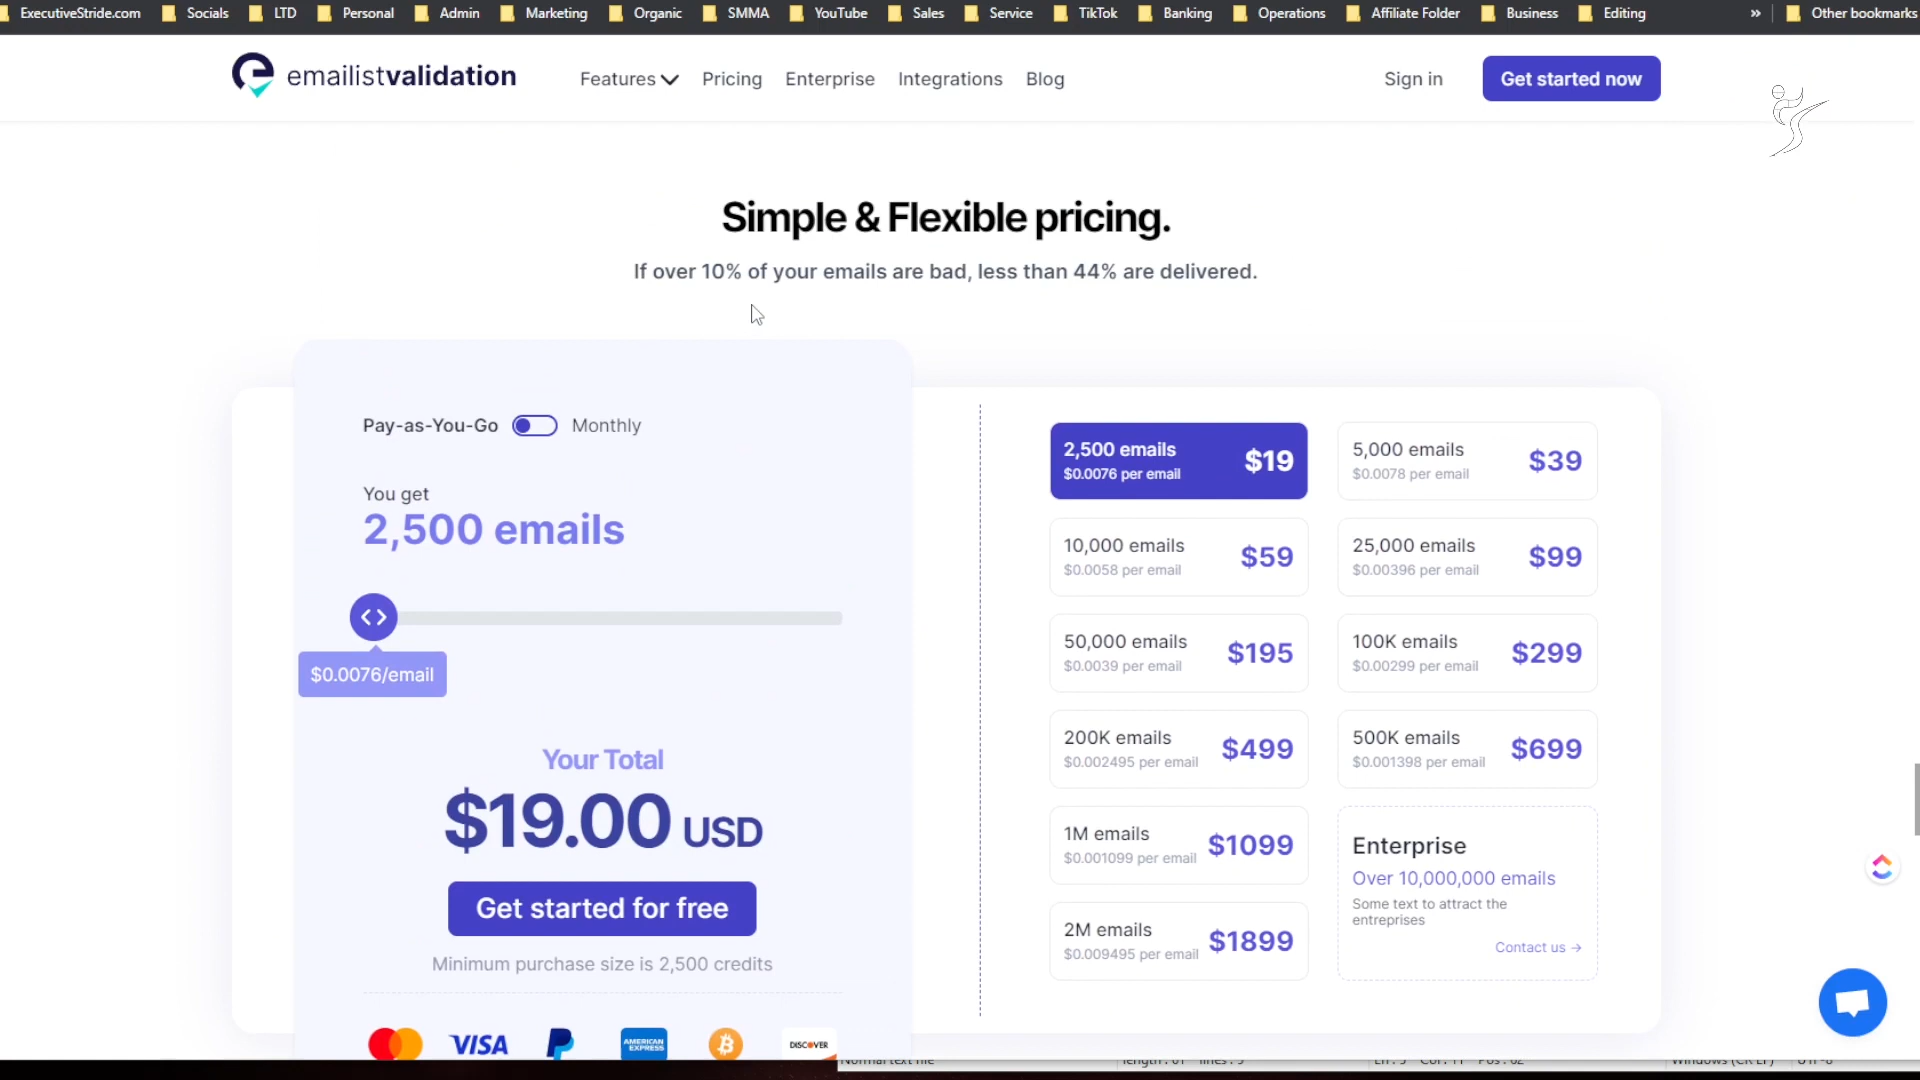 ExecutiveStride.com Socials LTD Personal Admin Marketing Organic SMMA YouTube Sales Service TikTok Banking Operations Affiliate Folder Business Editing » Other bookmarks
emailistvalidation Features Pricing Enterprise Integrations Blog Sign in Get started now
Simple & Flexible pricing.
If over 10% of your emails are bad, less than 44% are delivered.
Pay-as-You-Go Monthly
You get
2,500 emails
$0.0076/email
Your Total
$19.00 USD
Get started for free
Minimum purchase size is 2,500 credits
VISA AMERICAN EXPRESS DISCOVER
2,500 emails $19
$0.0076 per email
5,000 emails $39
$0.0078 per email
10,000 emails $59
$0.0058 per email
25,000 emails $99
$0.00396 per email
50,000 emails $195
$0.0039 per email
100K emails $299
$0.00299 per email
200K emails $499
$0.002495 per email
500K emails $699
$0.001398 per email
1M emails $1099
$0.001099 per email
2M emails $1899
$0.009495 per email
Enterprise
Over 10,000,000 emails
Some text to attract the
entreprises
Contact us →